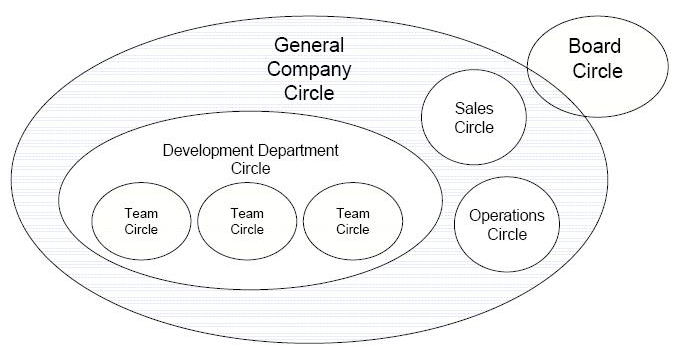 General
Company
Circle
Board
Circle
Sales
Circle
Development Department
Circle
Team
Circle
Team
Circle
Team
Circle
Operations
Circle